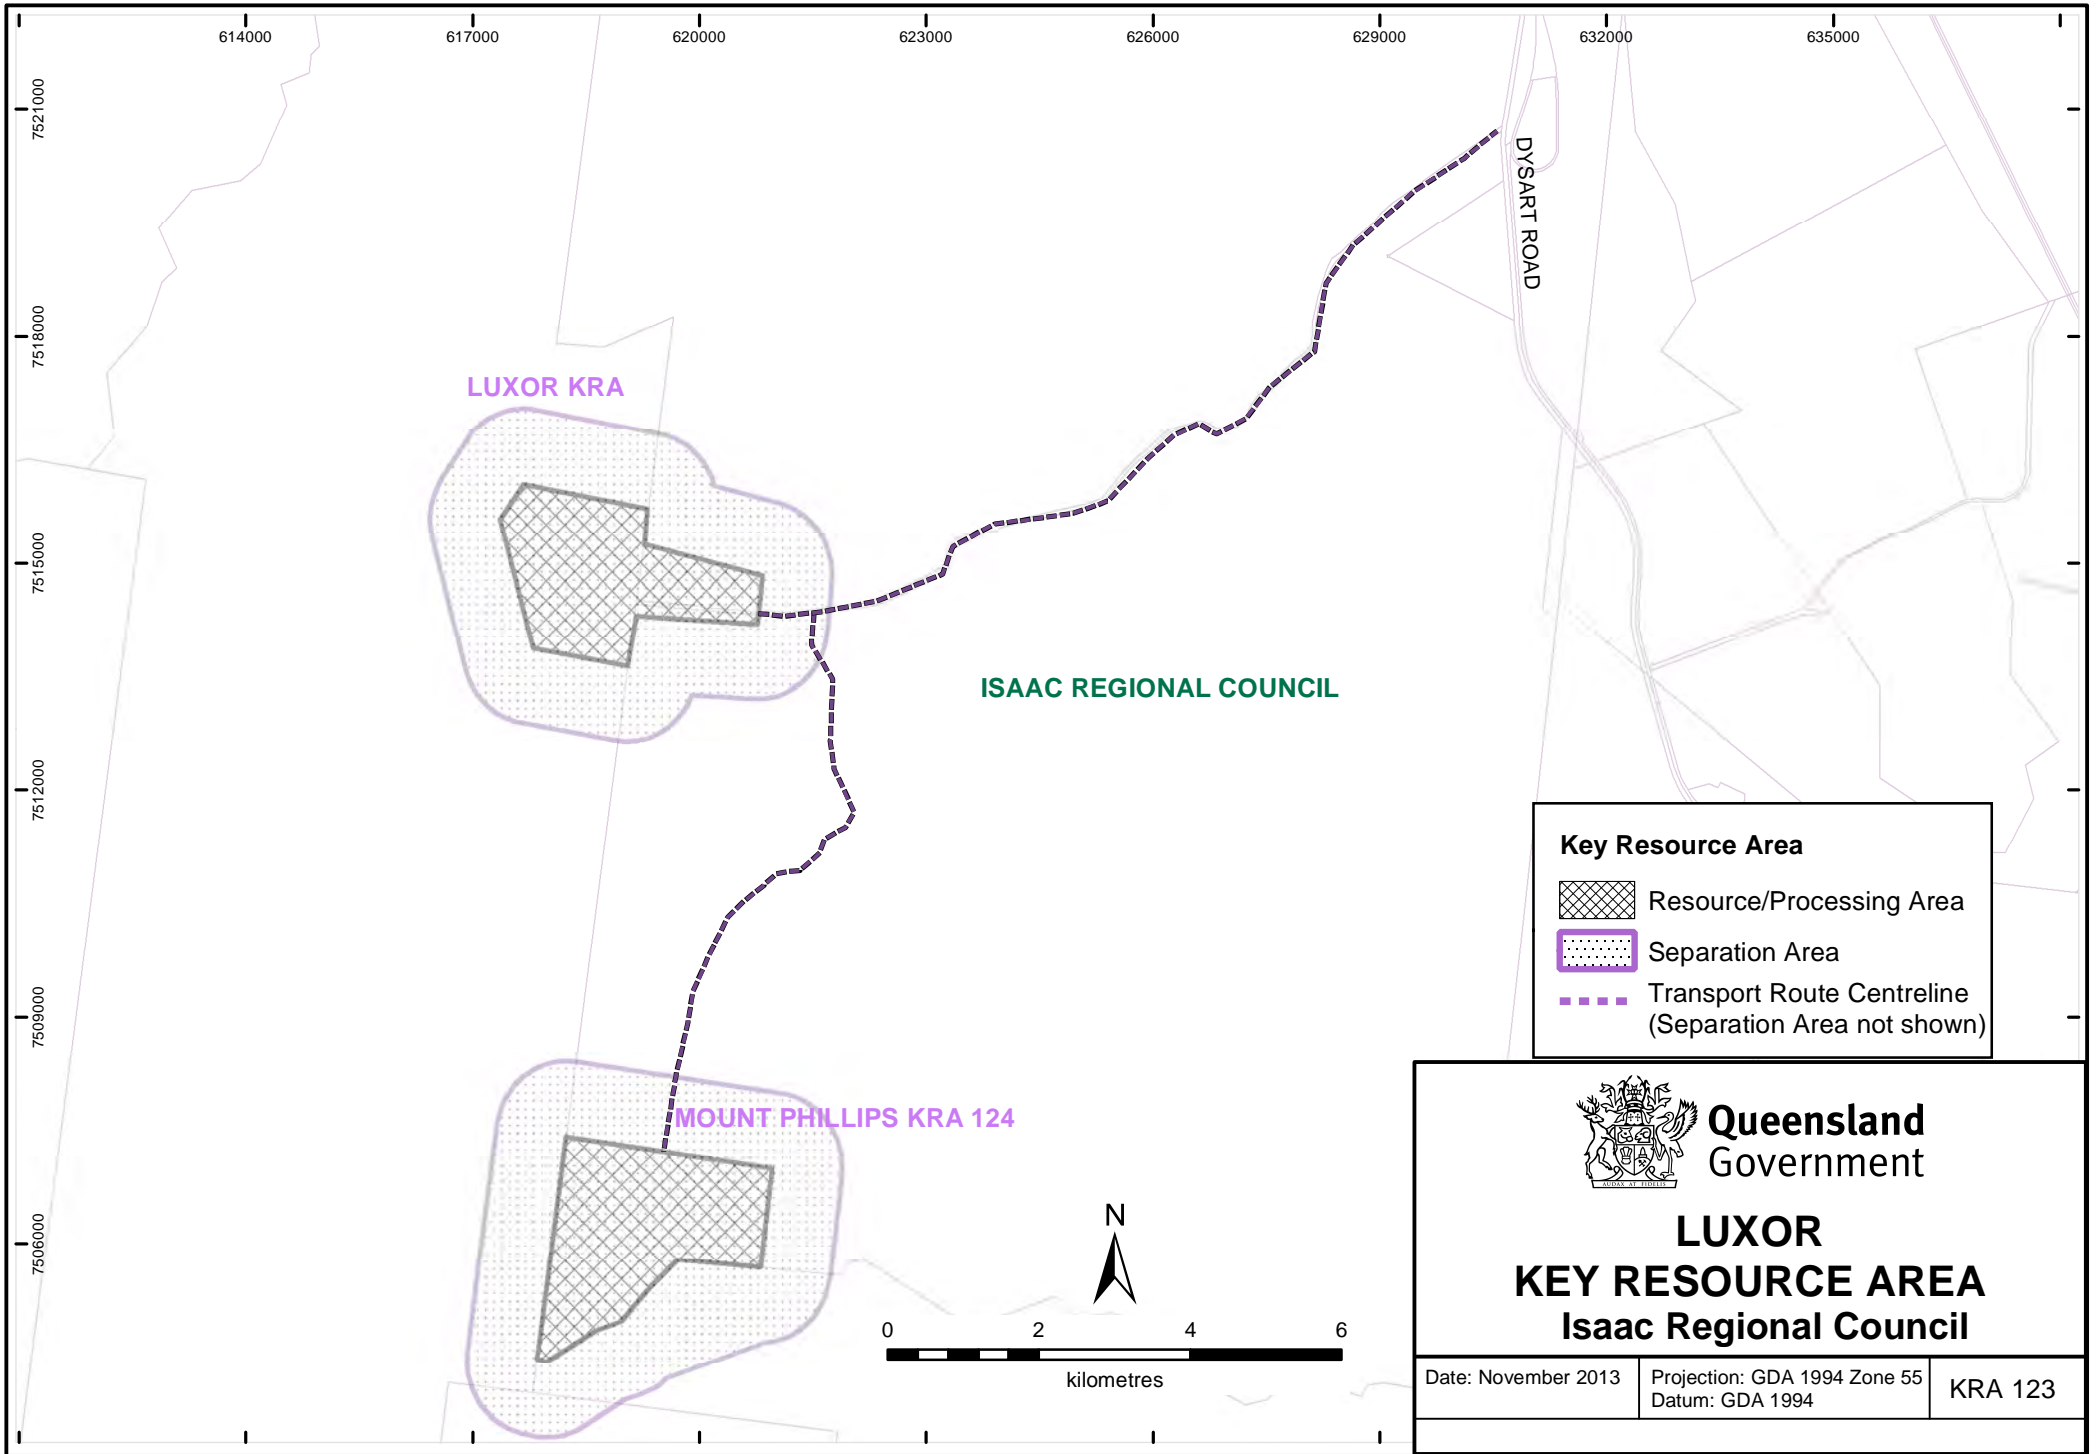 614000
617000
620000
623000
626000
629000
632000
635000
7521000
7518000
7515000
7512000
7509000
7506000
DYSART ROAD
LUXOR KRA
ISAAC REGIONAL COUNCIL
MOUNT PHILLIPS KRA 124
Key Resource Area
Resource/Processing Area
Separation Area
Transport Route Centreline
(Separation Area not shown)
N
0 2 4 6
kilometres
AUDAX AT FIDELIS
Queensland
Government
LUXOR
KEY RESOURCE AREA
Isaac Regional Council
Date: November 2013
Projection: GDA 1994 Zone 55
Datum: GDA 1994
KRA 123